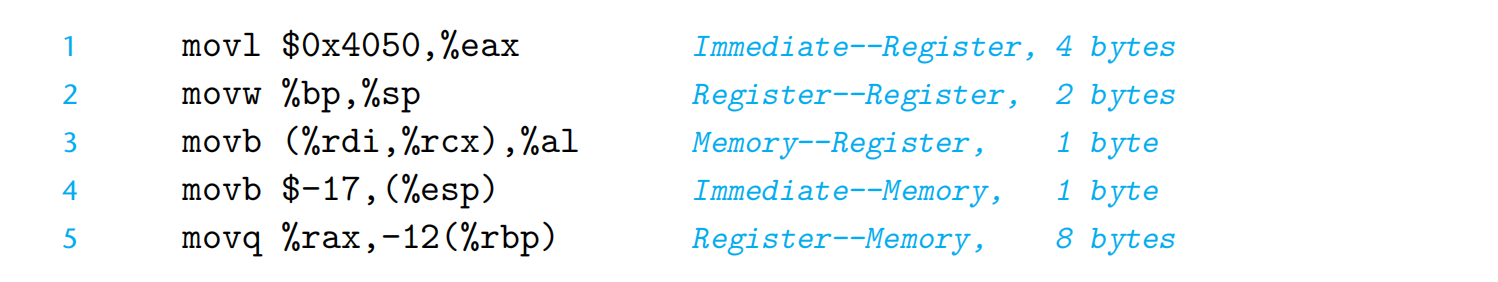 1 movl $0x4050,%eax Immediate--Register, 4 bytes
2 movw %bp,%sp Register--Register, 2 bytes
3 movb (%rdi,%rcx),%al Memory--Register, 1 byte
4 movb $-17,(%esp) Immediate--Memory, 1 byte
5 movq %rax,-12(%rbp) Register--Memory, 8 bytes